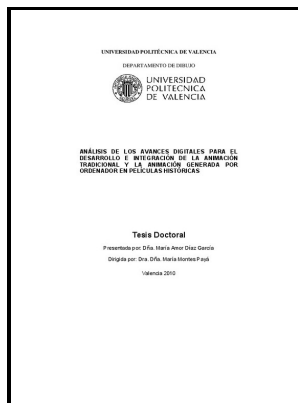 UNIVERSIDAD POLITÉCNICA DE VALENCIA
DEPARTAMENTO DE DIBUJO
UNIVERSIDAD
POLITECNICA
DE VALENCIA
ANÁLISIS DE LOS AVANCES DIGITALES PARA EL
DESARROLLO E INTEGRACIÓN DE LA ANIMACIÓN
TRADICIONAL Y LA ANIMACIÓN GENERADA POR
ORDENADOR EN PELÍCULAS HISTÓRICAS
Tesis Doctoral
Presentada por: Dña. María Amor Díaz García
Dirigida por: Dra. Dña. María Montes Payá
Valencia 2010